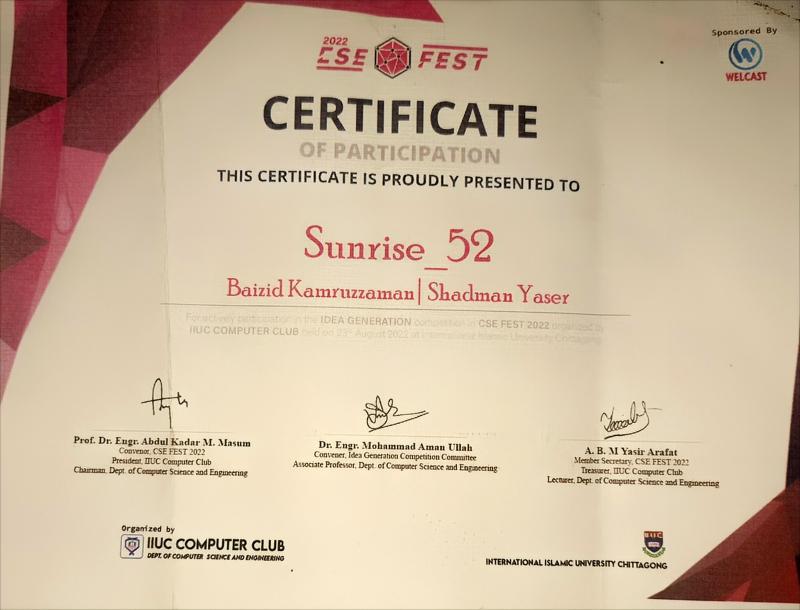 2022
CSE FEST
Sponsored By
WELCAST
CERTIFICATE
OF PARTICIPATION
THIS CERTIFICATE IS PROUDLY PRESENTED TO
Sunrise_52
Baizid Kamruzzaman| Shadman Yaser
For actively participation in the IDEA GENERATION competition in CSE FEST 2022 organized by
IIUC COMPUTER CLUB held on 23rd August 2022 at International Islamic University Chittagong.
Prof. Dr. Engr. Abdul Kadar M. Masum
Convenor, CSE FEST 2022
President, IIUC Computer Club
Chairman, Dept. of Computer Science and Engineering
Dr. Engr. Mohammad Aman Ullah
Convener, Idea Generation Competition Committee
Associate Professor, Dept. of Computer Science and Engineering
A. B. M Yasir Arafat
Member Secretary, CSE FEST 2022
Treasurer, IIUC Computer Club
Lecturer, Dept. of Computer Science and Engineering
Organized by
IIUC COMPUTER CLUB
DEPT. OF COMPUTER SCIENCE AND ENGINEERING
IIUC
INTERNATIONAL ISLAMIC UNIVERSITY CHITTAGONG